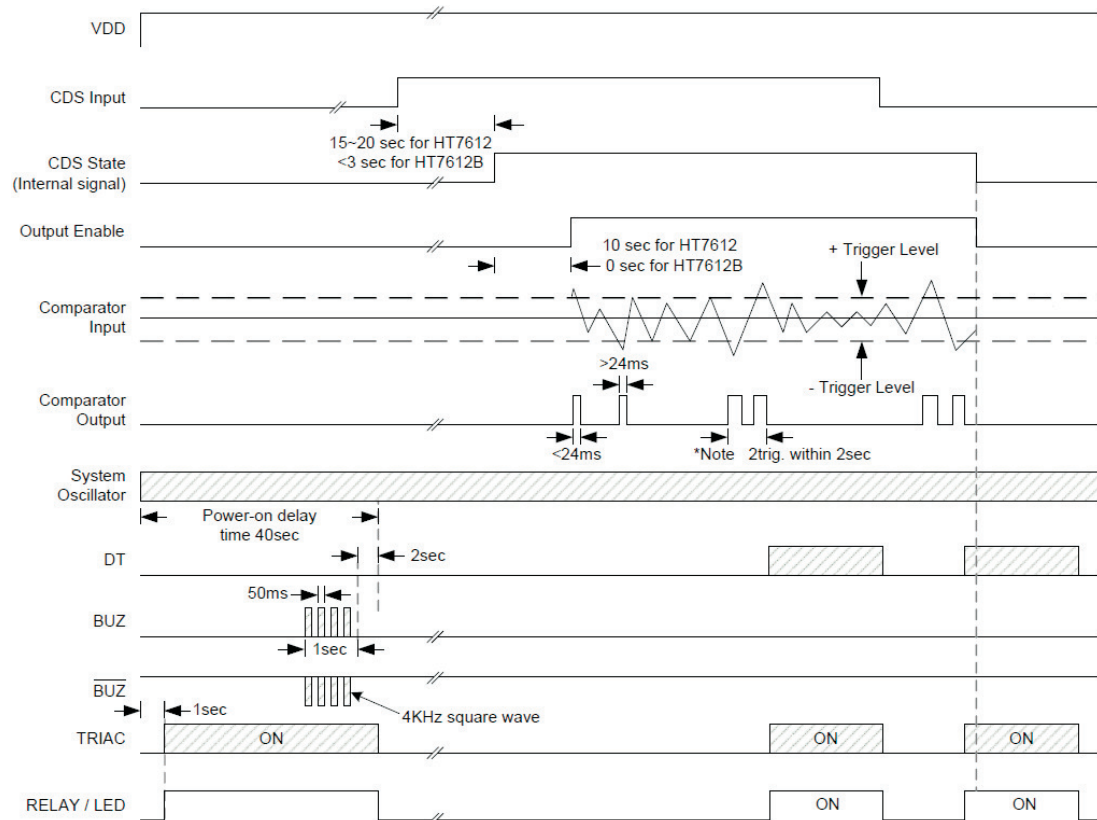 VDD
CDS Input
15~20 sec for HT7612
<3 sec for HT7612B
CDS State
(Internal signal)
Output Enable
10 sec for HT7612
0 sec for HT7612B
+ Trigger Level
Comparator
Input
>24ms
- Trigger Level
Comparator
Output
<24ms
*Note 2trig. within 2sec
System
Oscillator
Power-on delay
time 40sec
DT
2sec
50ms
BUZ
1sec
BUZ
1sec
4KHz square wave
TRIAC
ON
ON
ON
RELAY / LED
ON
ON